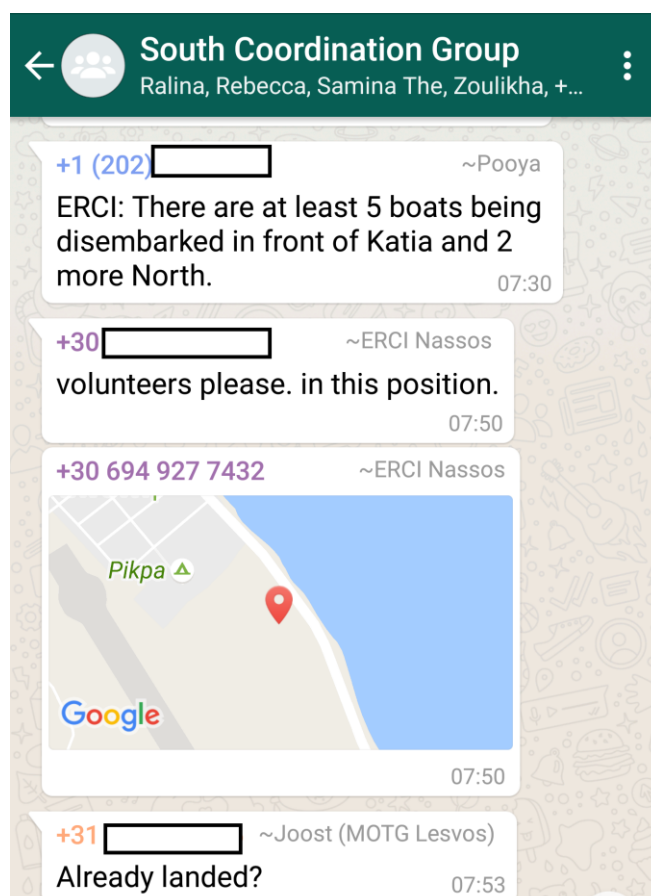 South Coordination Group
Ralina, Rebecca, Samina The, Zoulikha, +...
+1 (202) ~Pooya
ERCI: There are at least 5 boats being
disembarked in front of Katia and 2
more North.
07:30
+30 ~ERCI Nassos
volunteers please. in this position.
07:50
+30 694 927 7432 ~ERCI Nassos
Pikpa
Google
07:50
+31 ~Joost (MOTG Lesvos)
Already landed?
07:53